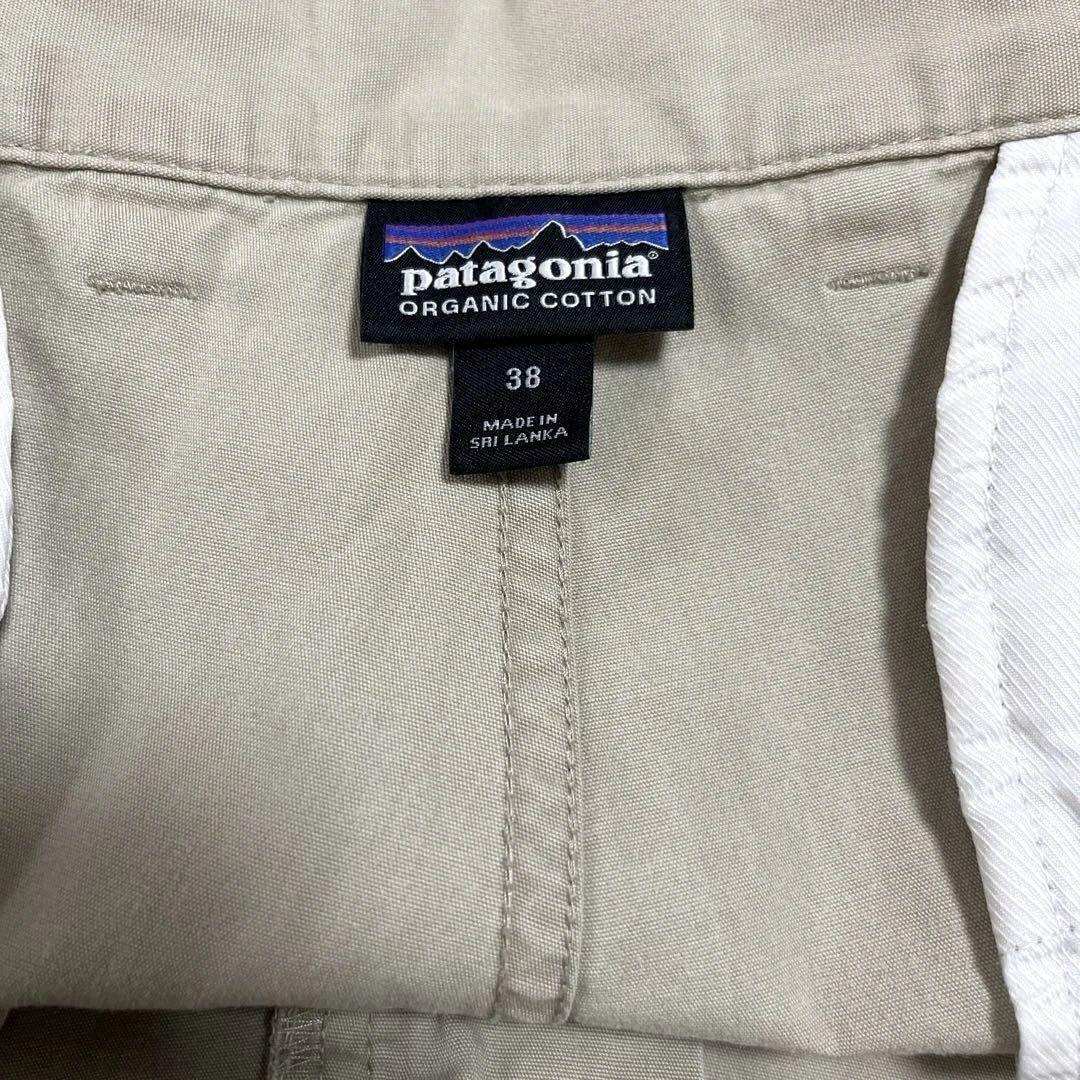 patagonia®
ORGANIC COTTON
38
MADE IN
SRI LANKA